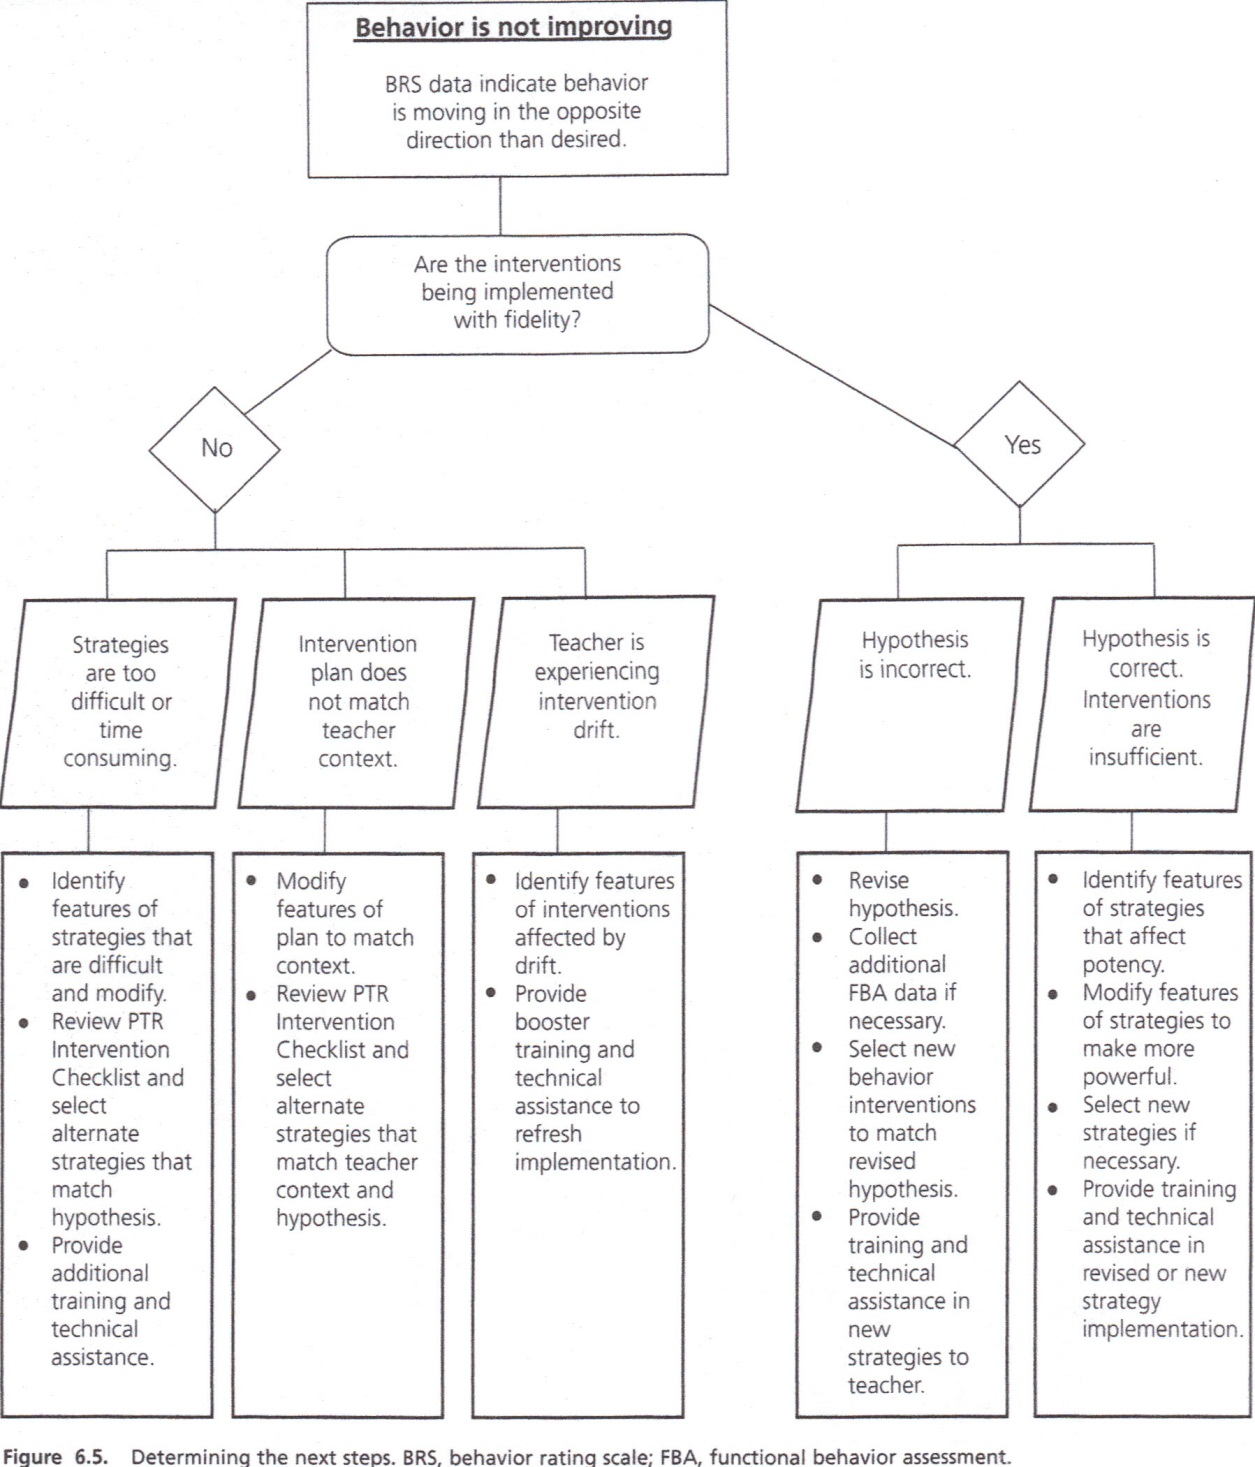 Behavior is not improving
BRS data indicate behavior
is moving in the opposite
direction than desired.
Are the interventions
being implemented
with fidelity?
No
Yes
Strategies
are too
difficult or
time
consuming.
Intervention
plan does
not match
teacher
context.
Teacher is
experiencing
intervention
drift.
Hypothesis
is incorrect.
Hypothesis is
correct.
Interventions
are
insufficient.
• Identify
features of
strategies that
are difficult
and modify.
• Review PTR
Intervention
Checklist and
select
alternate
strategies that
match
hypothesis.
• Provide
additional
training and
technical
assistance.
• Modify
features of
plan to match
context.
• Review PTR
Intervention
Checklist and
select
alternate
strategies that
match teacher
context and
hypothesis.
• Identify features
of interventions
affected by
drift.
• Provide
booster
training and
technical
assistance to
refresh
implementation.
• Revise
hypothesis.
• Collect
additional
FBA data if
necessary.
• Select new
behavior
interventions
to match
revised
hypothesis.
• Provide
training and
technical
assistance in
new
strategies to
teacher.
• Identify features
of strategies
that affect
potency.
• Modify features
of strategies to
make more
powerful.
• Select new
strategies if
necessary.
• Provide training
and technical
assistance in
revised or new
strategy
implementation.
Figure 6.5. Determining the next steps. BRS, behavior rating scale; FBA, functional behavior assessment.